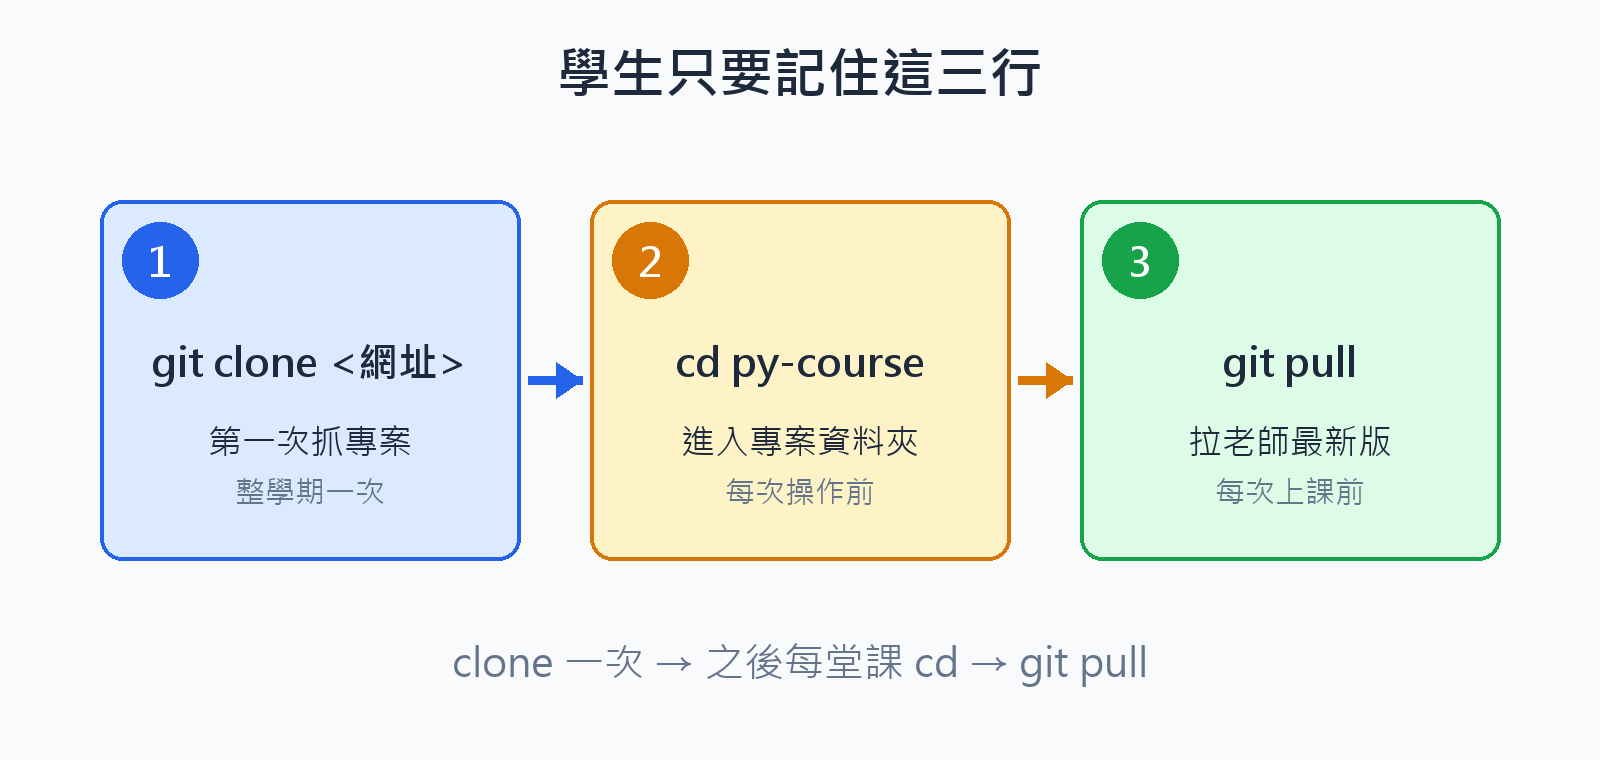 學生只要記住這三行
1
git clone <網址>
第一次抓專案
整學期一次
2
cd py-course
進入專案資料夾
每次操作前
3
git pull
拉老師最新版
每次上課前
clone 一次 → 之後每堂課 cd → git pull